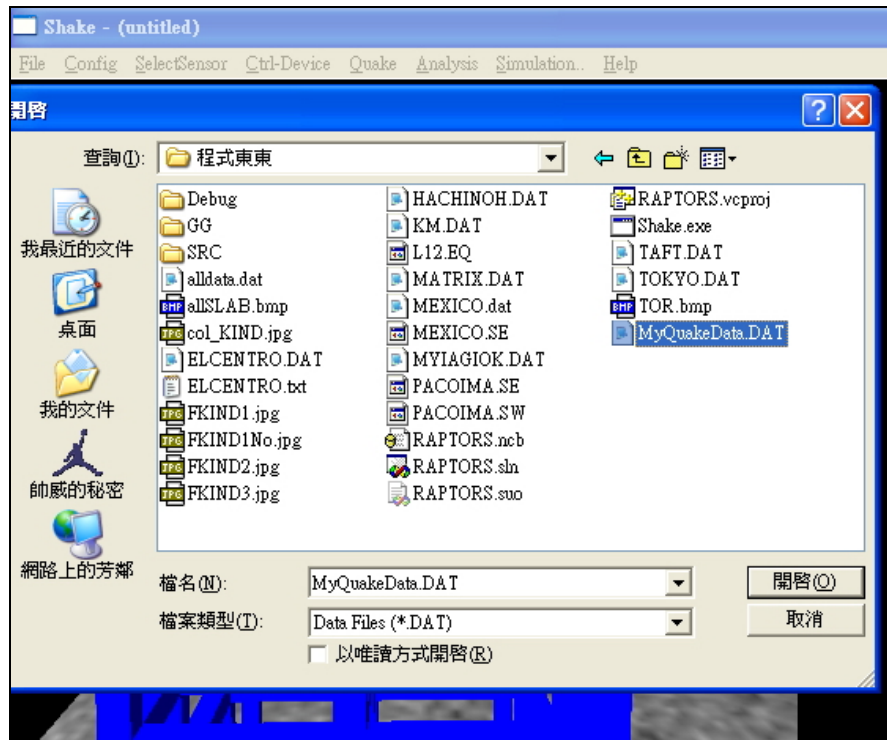 Shake - (untitled)
File Config SelectSensor Ctrl-Device Quake Analysis Simulation.. Help
開啓
查詢(I): 程式東東
我最近的文件
桌面
我的文件
帥威的秘密
網路上的芳鄰
Debug
GG
SRC
alldata.dat
allSLAB.bmp
col_KIND.jpg
ELCENTRO.DAT
ELCENTRO.txt
FKIND1.jpg
FKIND1No.jpg
FKIND2.jpg
FKIND3.jpg
HACHINOH.DAT
KM.DAT
L12.EQ
MATRIX.DAT
MEXICO.dat
MEXICO.SE
MYIAGIOK.DAT
PACOIMA.SE
PACOIMA.SW
RAPTORS.ncb
RAPTORS.sln
RAPTORS.suo
RAPTORS.vcproj
Shake.exe
TAFT.DAT
TOKYO.DAT
TOR.bmp
MyQuakeData.DAT
檔名(N): MyQuakeData.DAT 開啓(O)
檔案類型(T): Data Files (*.DAT) 取消
以唯讀方式開啓(R)